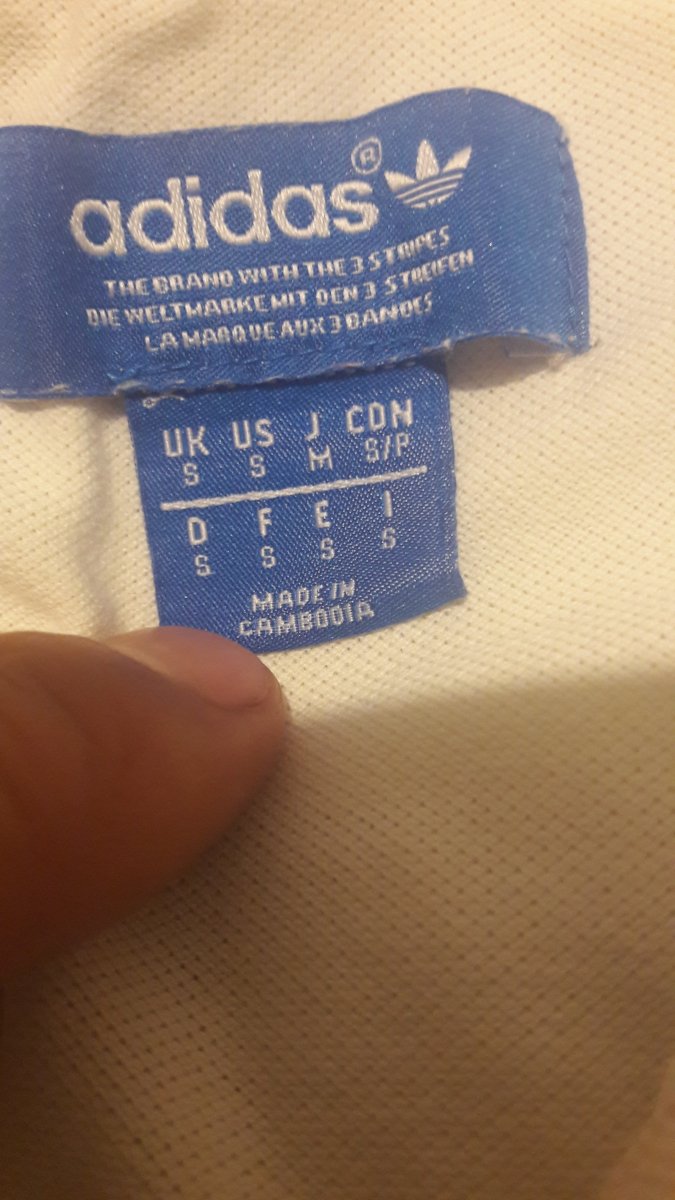 adidas®
THE BRAND WITH THE 3 STRIPES
DIE WELTMARKE MIT DEN 3 STREIFEN
LA MARQUE AUX 3 BANDES
UK US J CDN
S S M S/P
D F E I
S S S S
MADE IN
CAMBODIA